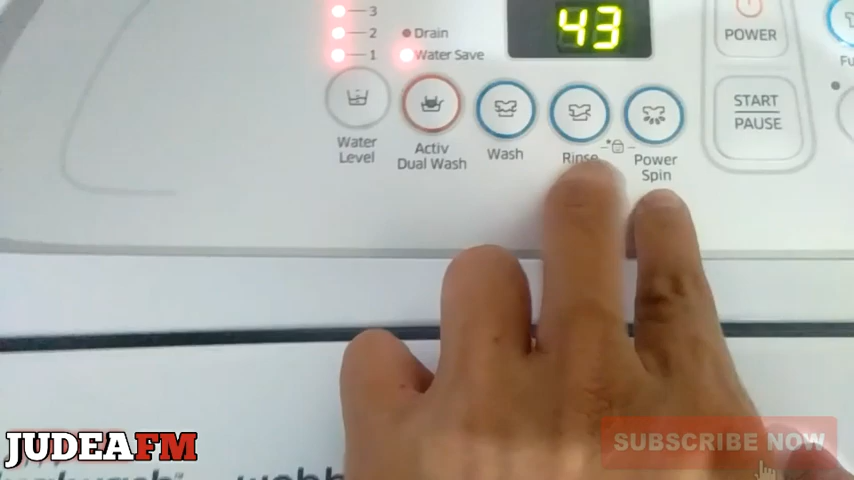 3
2
1
Drain
Water Save
43
POWER
START
PAUSE
Water
Level
Activ
Dual Wash
Wash
Rinse
Power
Spin
JUDEAFM
SUBSCRIBE NOW